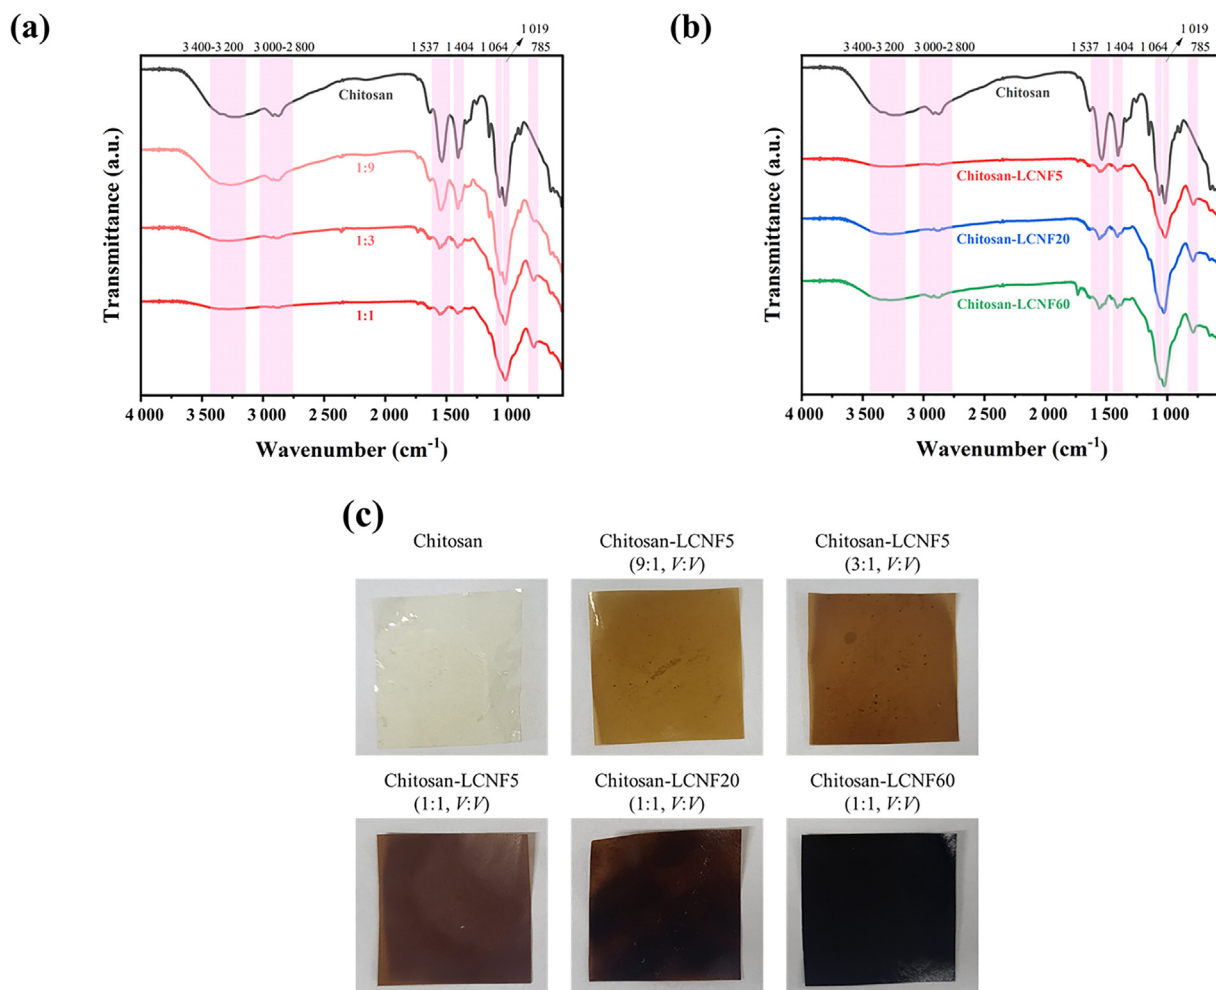 (a)
3 400-3 200 3 000-2 800 1 537 1 404 1 064 1 019 785
Chitosan
1:9
1:3
1:1
Transmittance (a.u.)
4 000 3 500 3 000 2 500 2 000 1 500 1 000
Wavenumber (cm⁻¹)
(b)
3 400-3 200 3 000-2 800 1 537 1 404 1 064 1 019 785
Chitosan
Chitosan-LCNF5
Chitosan-LCNF20
Chitosan-LCNF60
Transmittance (a.u.)
4 000 3 500 3 000 2 500 2 000 1 500 1 000
Wavenumber (cm⁻¹)
(c)
Chitosan
Chitosan-LCNF5
(9:1, V:V)
Chitosan-LCNF5
(3:1, V:V)
Chitosan-LCNF5
(1:1, V:V)
Chitosan-LCNF20
(1:1, V:V)
Chitosan-LCNF60
(1:1, V:V)